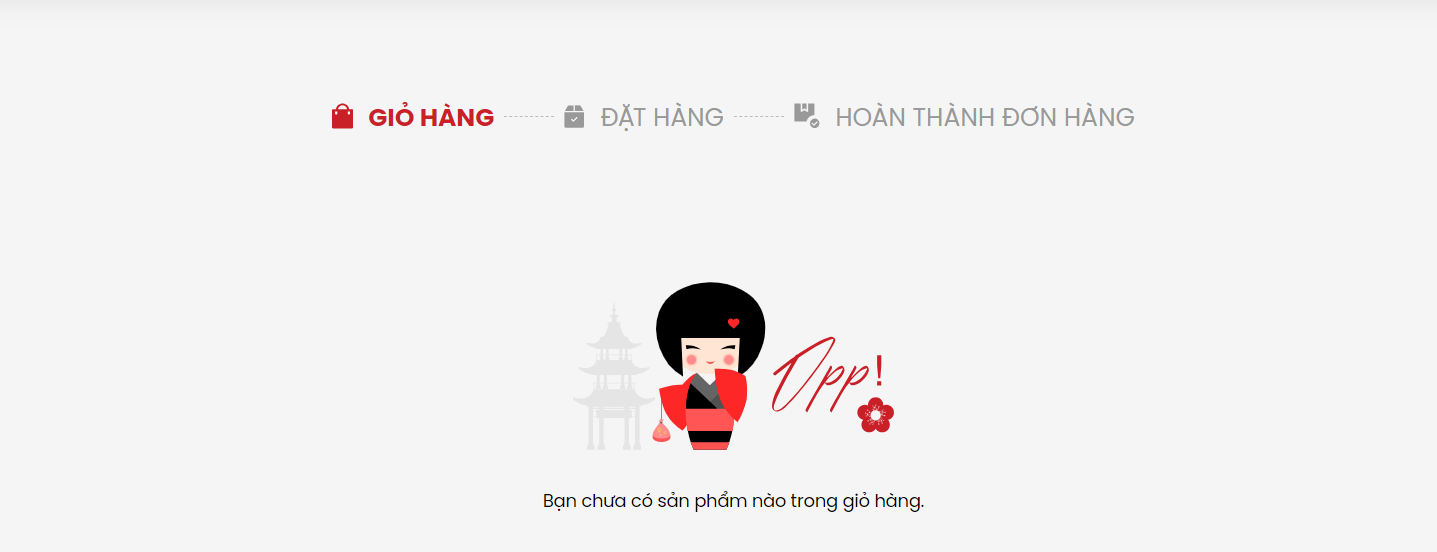 GIỎ HÀNG ĐẶT HÀNG HOÀN THÀNH ĐƠN HÀNG
Opp!
Bạn chưa có sản phẩm nào trong giỏ hàng.